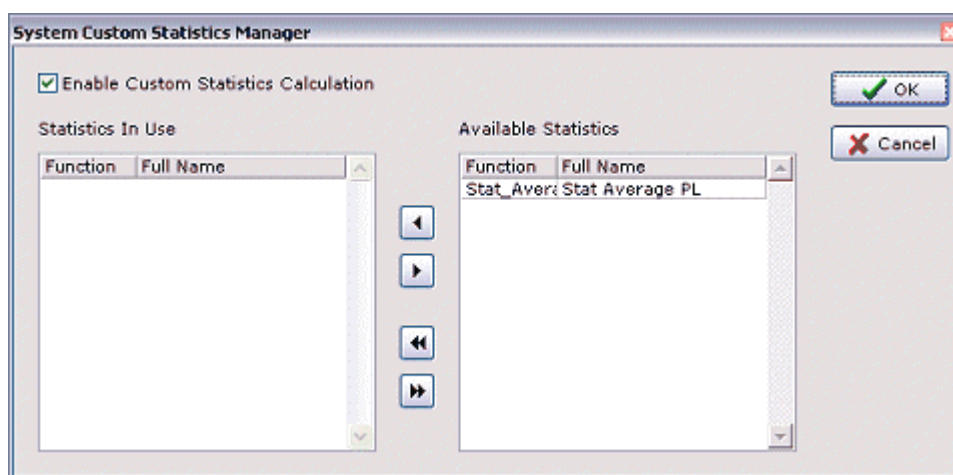 System Custom Statistics Manager
Enable Custom Statistics Calculation
OK
Cancel
Statistics In Use
Function Full Name
Available Statistics
Function Full Name
Stat_Avera Stat Average PL